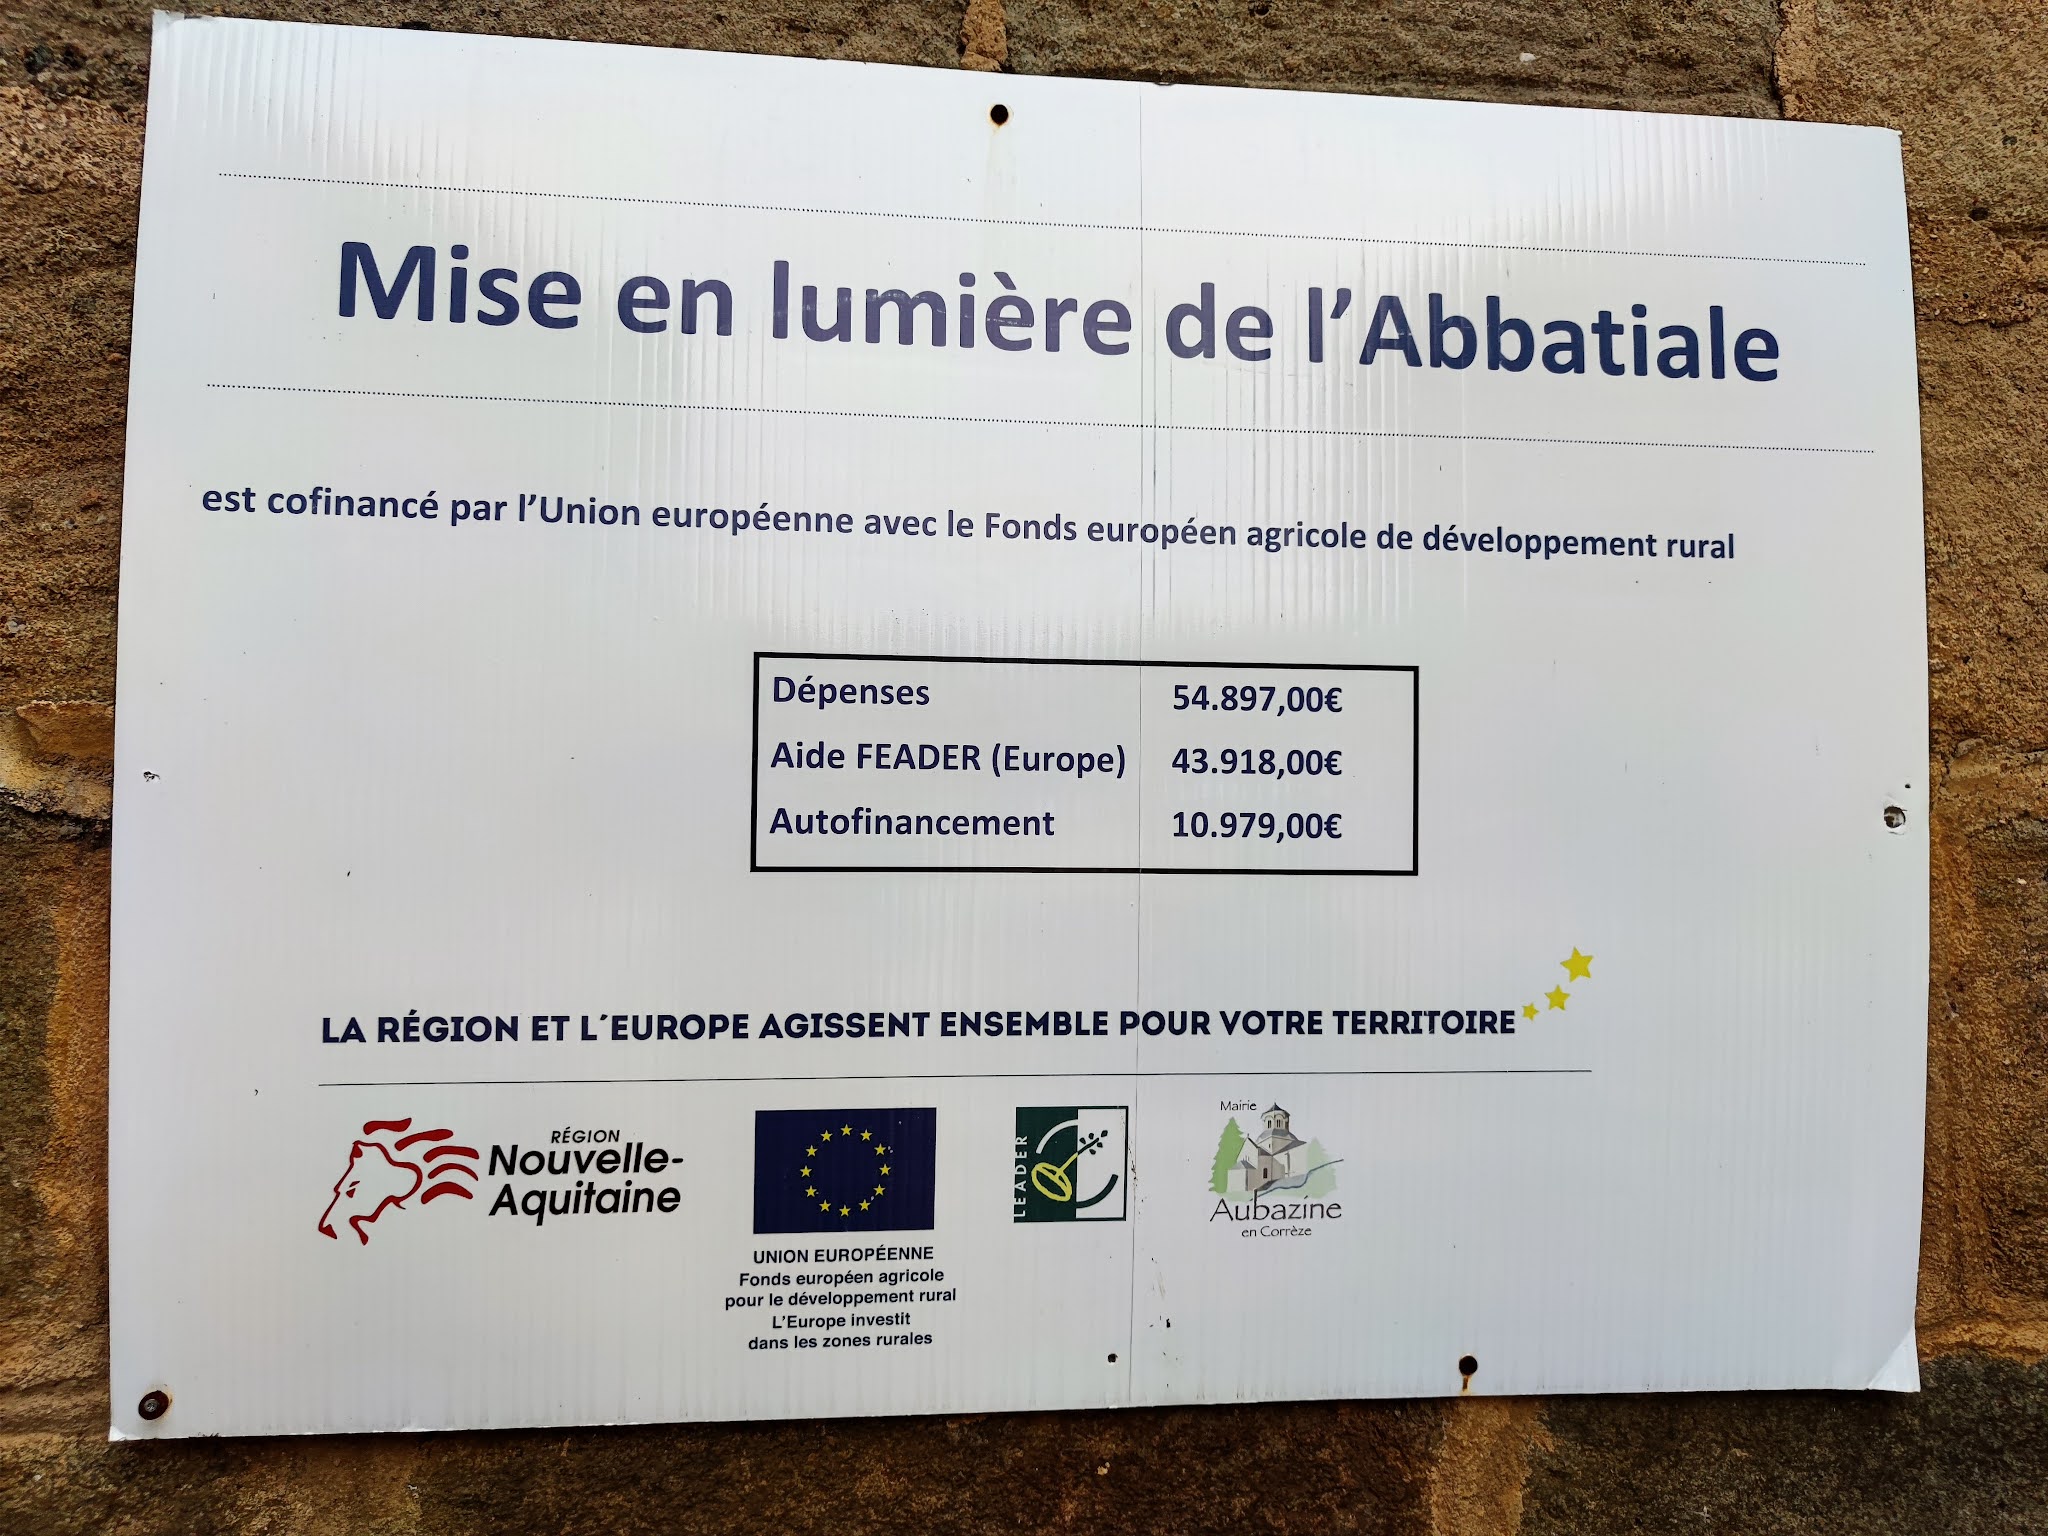 Mise en lumière de l'Abbatiale
est cofinancé par l'Union européenne avec le Fonds européen agricole de développement rural
Dépenses 54.897,00€
Aide FEADER (Europe) 43.918,00€
Autofinancement 10.979,00€
LA RÉGION ET L´EUROPE AGISSENT ENSEMBLE POUR VOTRE TERRITOIRE
RÉGION
Nouvelle-
Aquitaine
UNION EUROPÉENNE
Fonds européen agricole
pour le développement rural
L'Europe investit
dans les zones rurales
LEADER
Mairie
Aubazine
en Corrèze